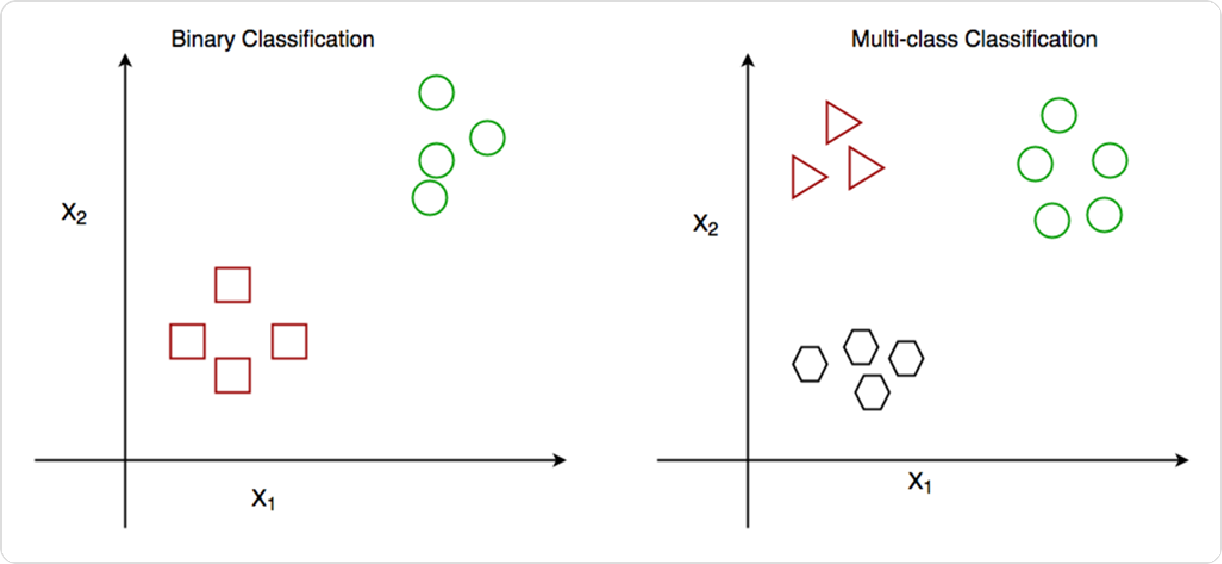 Binary Classification
X₂
X₁
Multi-class Classification
X₂
X₁